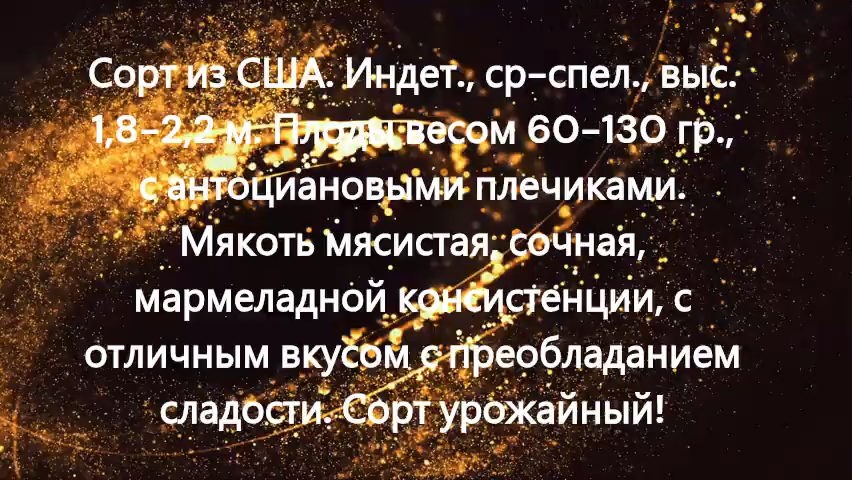 Сорт из США. Индет., ср-спел., выс.
1,8-2,2 м. Плоды весом 60-130 гр.,
с антоциановыми плечиками.
Мякоть мясистая, сочная,
мармеладной консистенции, с
отличным вкусом с преобладанием
сладости. Сорт урожайный!